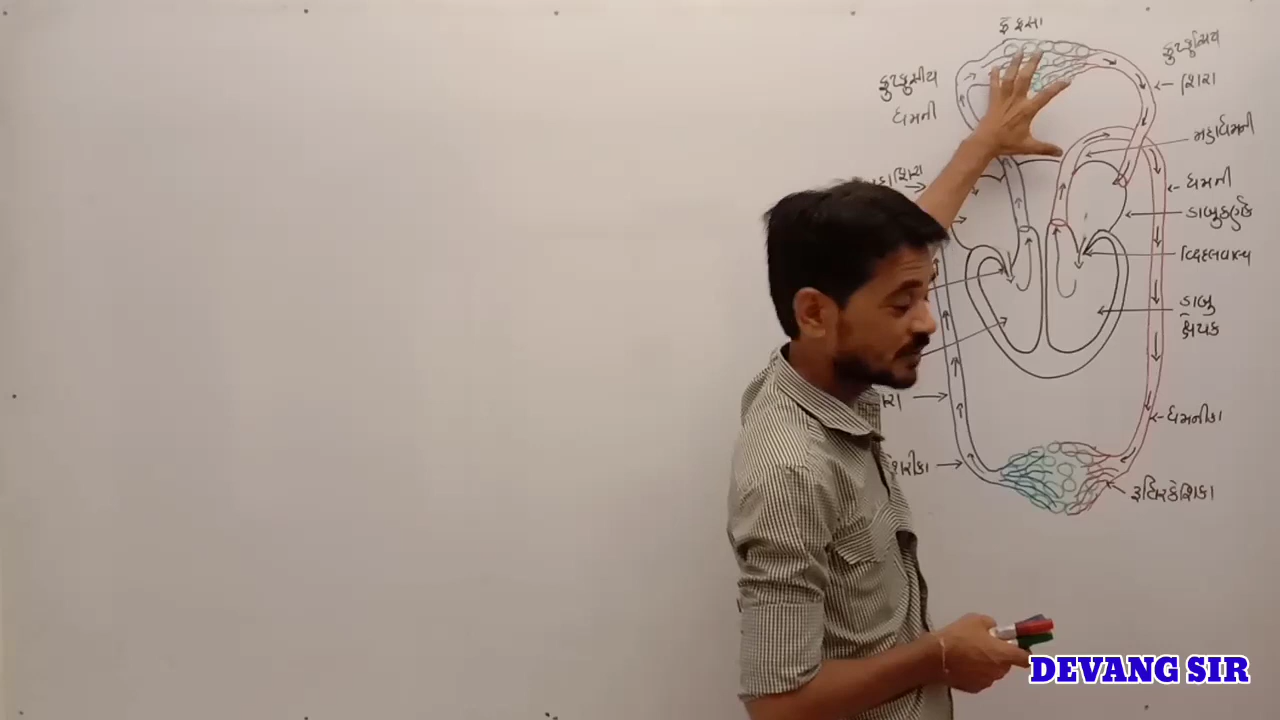 ફેફસા
ફુપ્ફુસીય
ધમની
ફુપ્ફુસિય
શિરા
મહાધમની
ધમની
ડાબુકર્ણક
દ્વિદલવાલ્વ
ડાબુ
ક્ષેપક
ધમનીકા
રૂધિરકેશિકા
DEVANG SIR